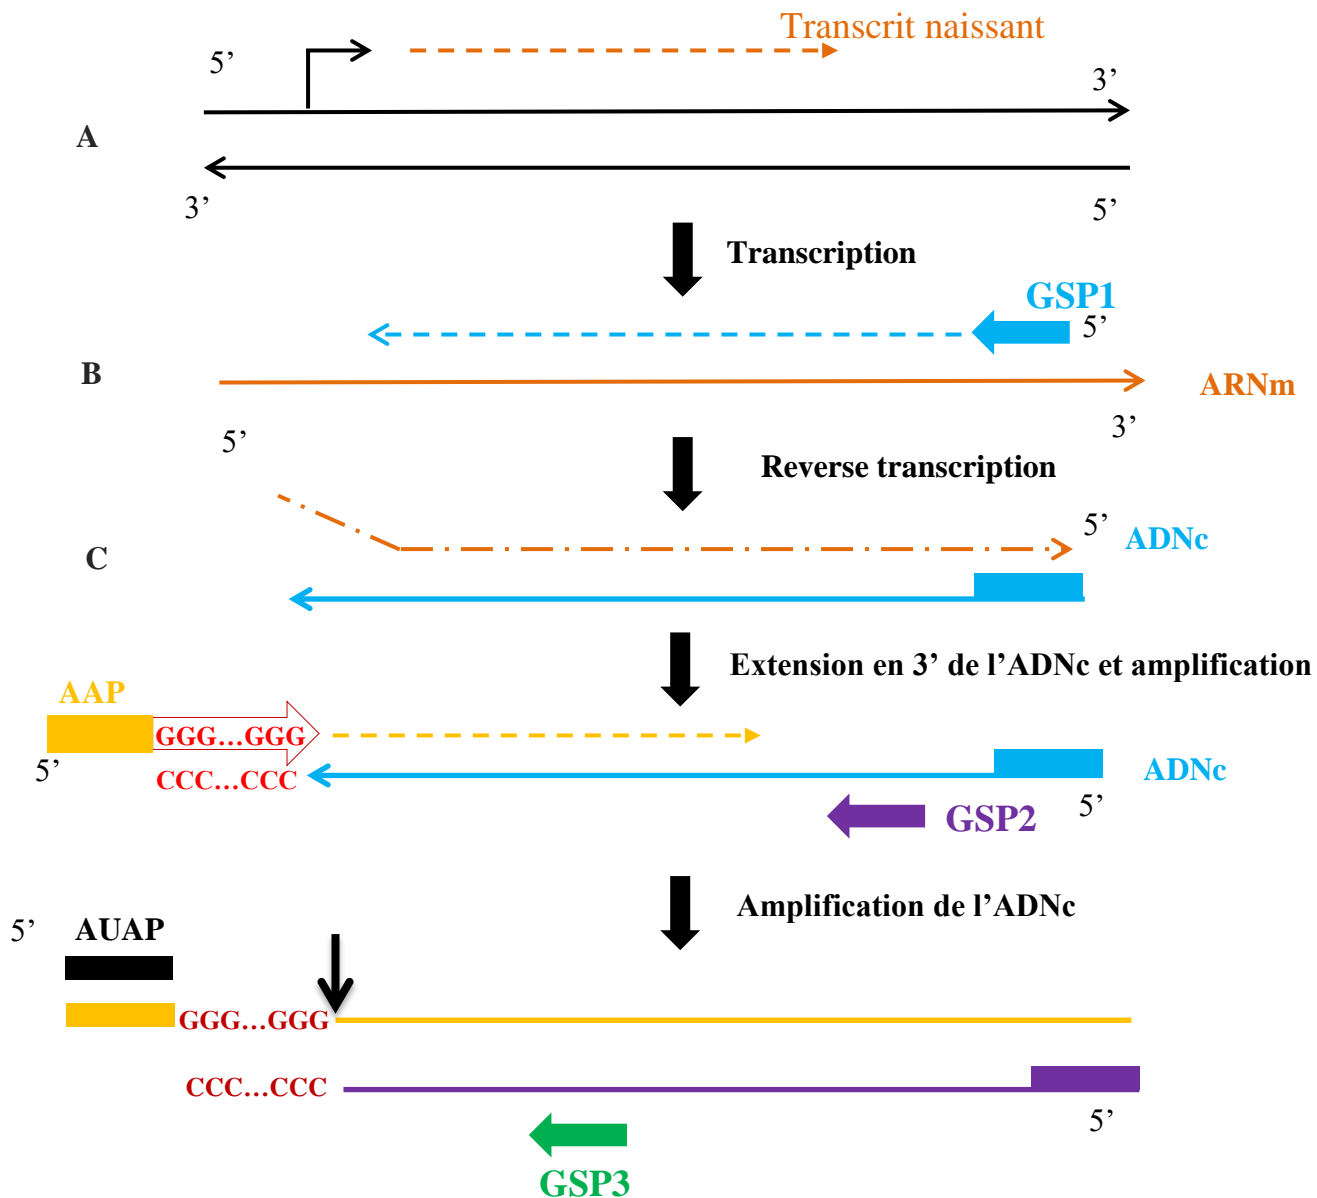 Transcrit naissant
5’
3’
A
3’
5’
Transcription
GSP1
5’
B
ARNm
5’
3’
Reverse transcription
5’
ADNc
C
Extension en 3’ de l’ADNc et amplification
AAP
GGG...GGG
5’
CCC...CCC
ADNc
5’
GSP2
Amplification de l’ADNc
5’
AUAP
GGG...GGG
CCC...CCC
5’
GSP3